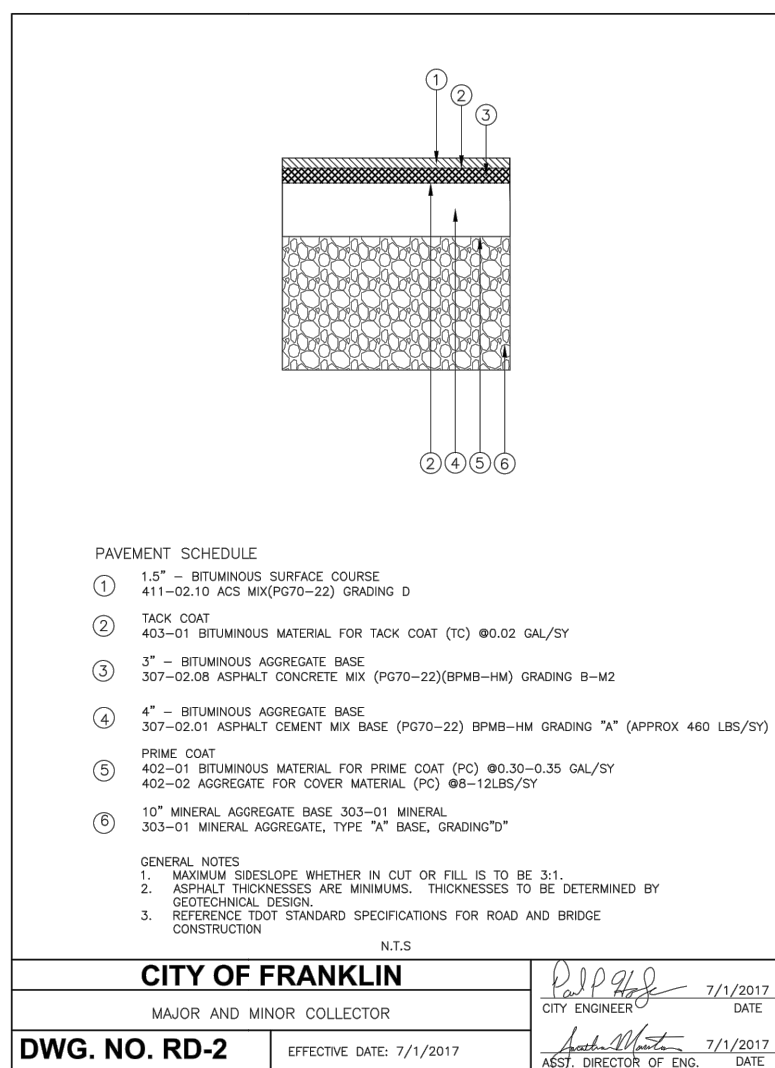 1
2
3
2 4 5 6
PAVEMENT SCHEDULE
1 1.5" – BITUMINOUS SURFACE COURSE
411–02.10 ACS MIX(PG70–22) GRADING D
2 TACK COAT
403–01 BITUMINOUS MATERIAL FOR TACK COAT (TC) @0.02 GAL/SY
3 3" – BITUMINOUS AGGREGATE BASE
307–02.08 ASPHALT CONCRETE MIX (PG70–22)(BPMB–HM) GRADING B–M2
4 4" – BITUMINOUS AGGREGATE BASE
307–02.01 ASPHALT CEMENT MIX BASE (PG70–22) BPMB–HM GRADING "A" (APPROX 460 LBS/SY)
5 PRIME COAT
402–01 BITUMINOUS MATERIAL FOR PRIME COAT (PC) @0.30–0.35 GAL/SY
402–02 AGGREGATE FOR COVER MATERIAL (PC) @8–12LBS/SY
6 10" MINERAL AGGREGATE BASE 303–01 MINERAL
303–01 MINERAL AGGREGATE, TYPE "A" BASE, GRADING"D"
GENERAL NOTES
1. MAXIMUM SIDESLOPE WHETHER IN CUT OR FILL IS TO BE 3:1.
2. ASPHALT THICKNESSES ARE MINIMUMS. THICKNESSES TO BE DETERMINED BY
GEOTECHNICAL DESIGN.
3. REFERENCE TDOT STANDARD SPECIFICATIONS FOR ROAD AND BRIDGE
CONSTRUCTION
N.T.S
CITY OF FRANKLIN
MAJOR AND MINOR COLLECTOR
DWG. NO. RD-2
EFFECTIVE DATE: 7/1/2017
Paul P 7/1/2017
CITY ENGINEER DATE
7/1/2017
ASST. DIRECTOR OF ENG. DATE